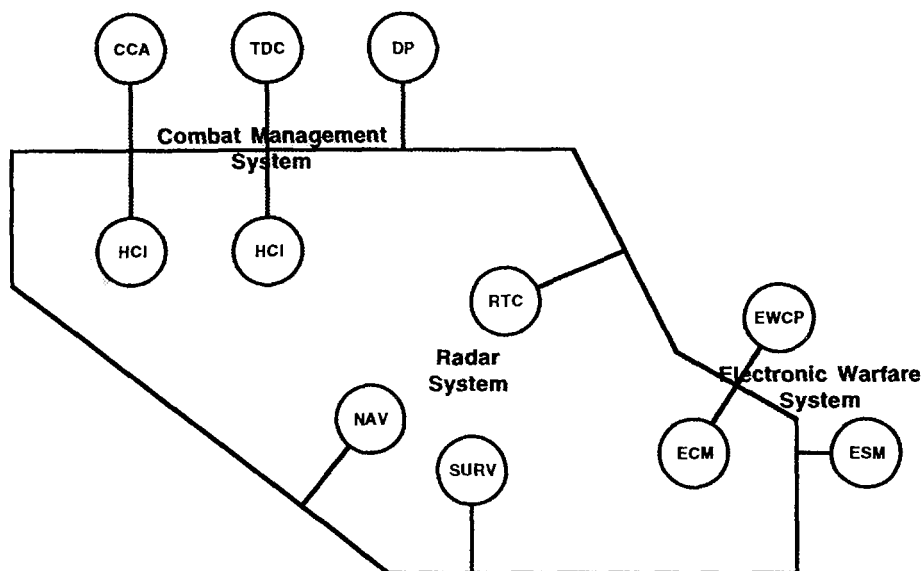 CCA TDC DP
Combat Management
System
HCI HCI
RTC
EWCP
Radar
System
Electronic Warfare
System
NAV
ECM
ESM
SURV